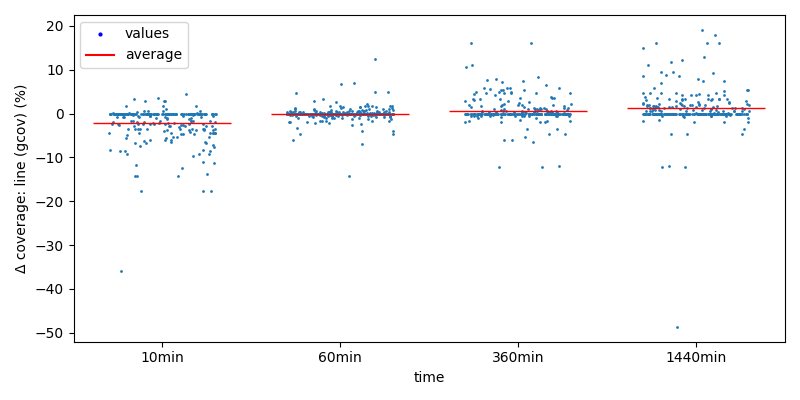 values
average
20
10
0
−10
−20
−30
−40
−50
Δ coverage: line (gcov) (%)
10min
60min
360min
1440min
time